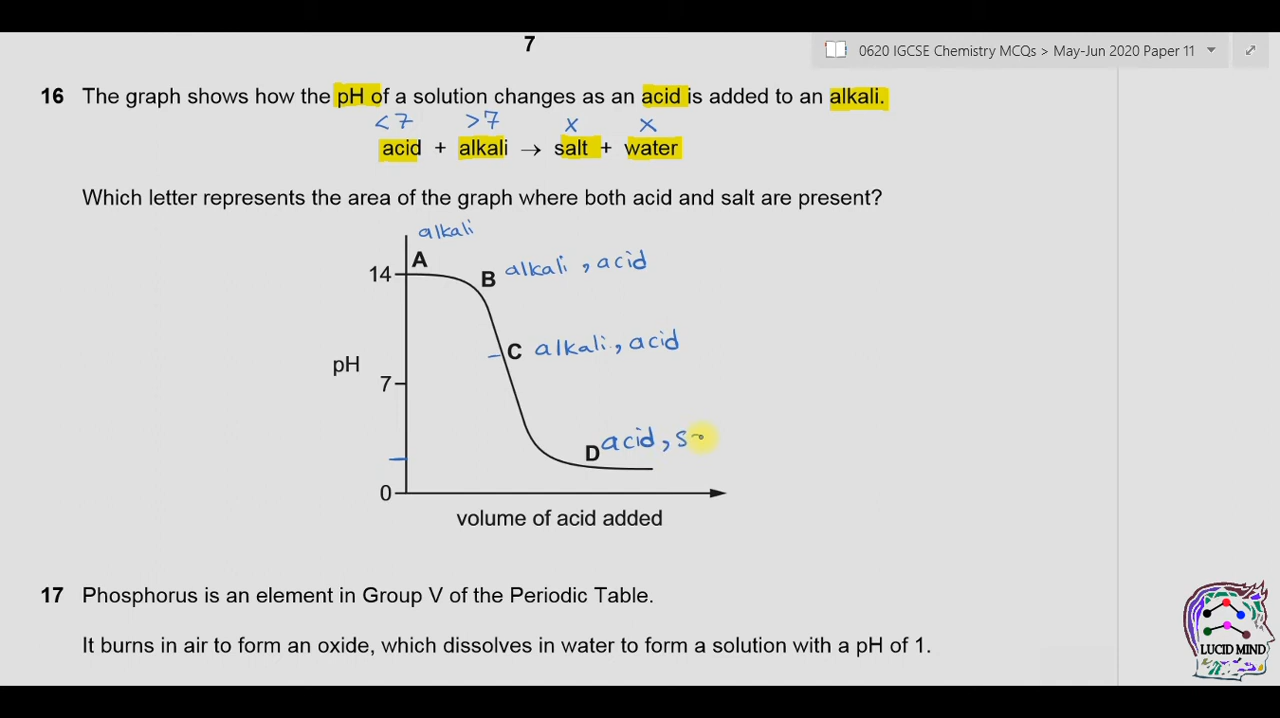 7
0620 IGCSE Chemistry MCQs > May-Jun 2020 Paper 11
16 The graph shows how the pH of a solution changes as an acid is added to an alkali.
<7 >7 x x
acid + alkali → salt + water
Which letter represents the area of the graph where both acid and salt are present?
alkali
A
14
B alkali, acid
C alkali, acid
pH
7
D acid, s
0
volume of acid added
17 Phosphorus is an element in Group V of the Periodic Table.
It burns in air to form an oxide, which dissolves in water to form a solution with a pH of 1.
LUCID MIND